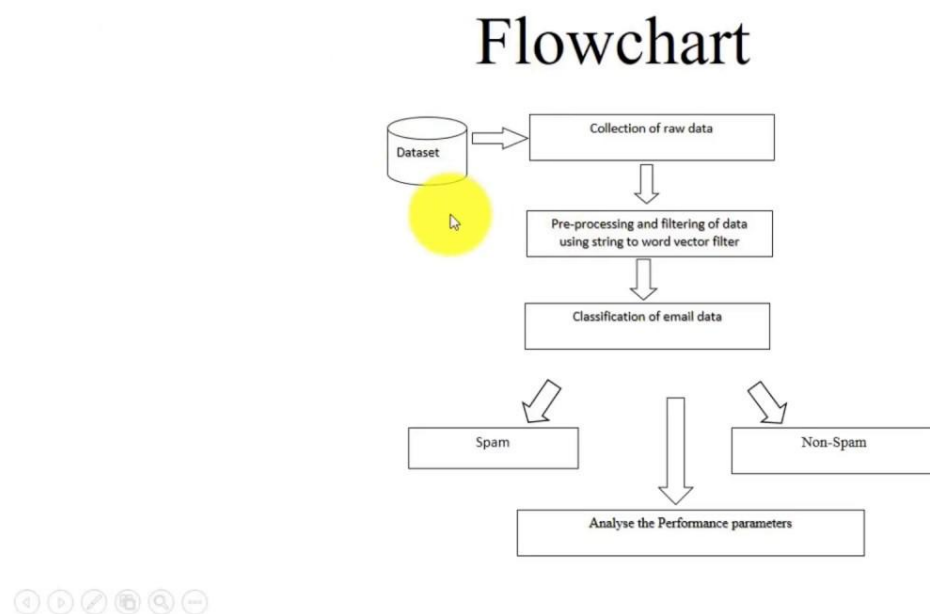 Flowchart
Dataset
Collection of raw data
Pre-processing and filtering of data
using string to word vector filter
Classification of email data
Spam
Non-Spam
Analyse the Performance parameters